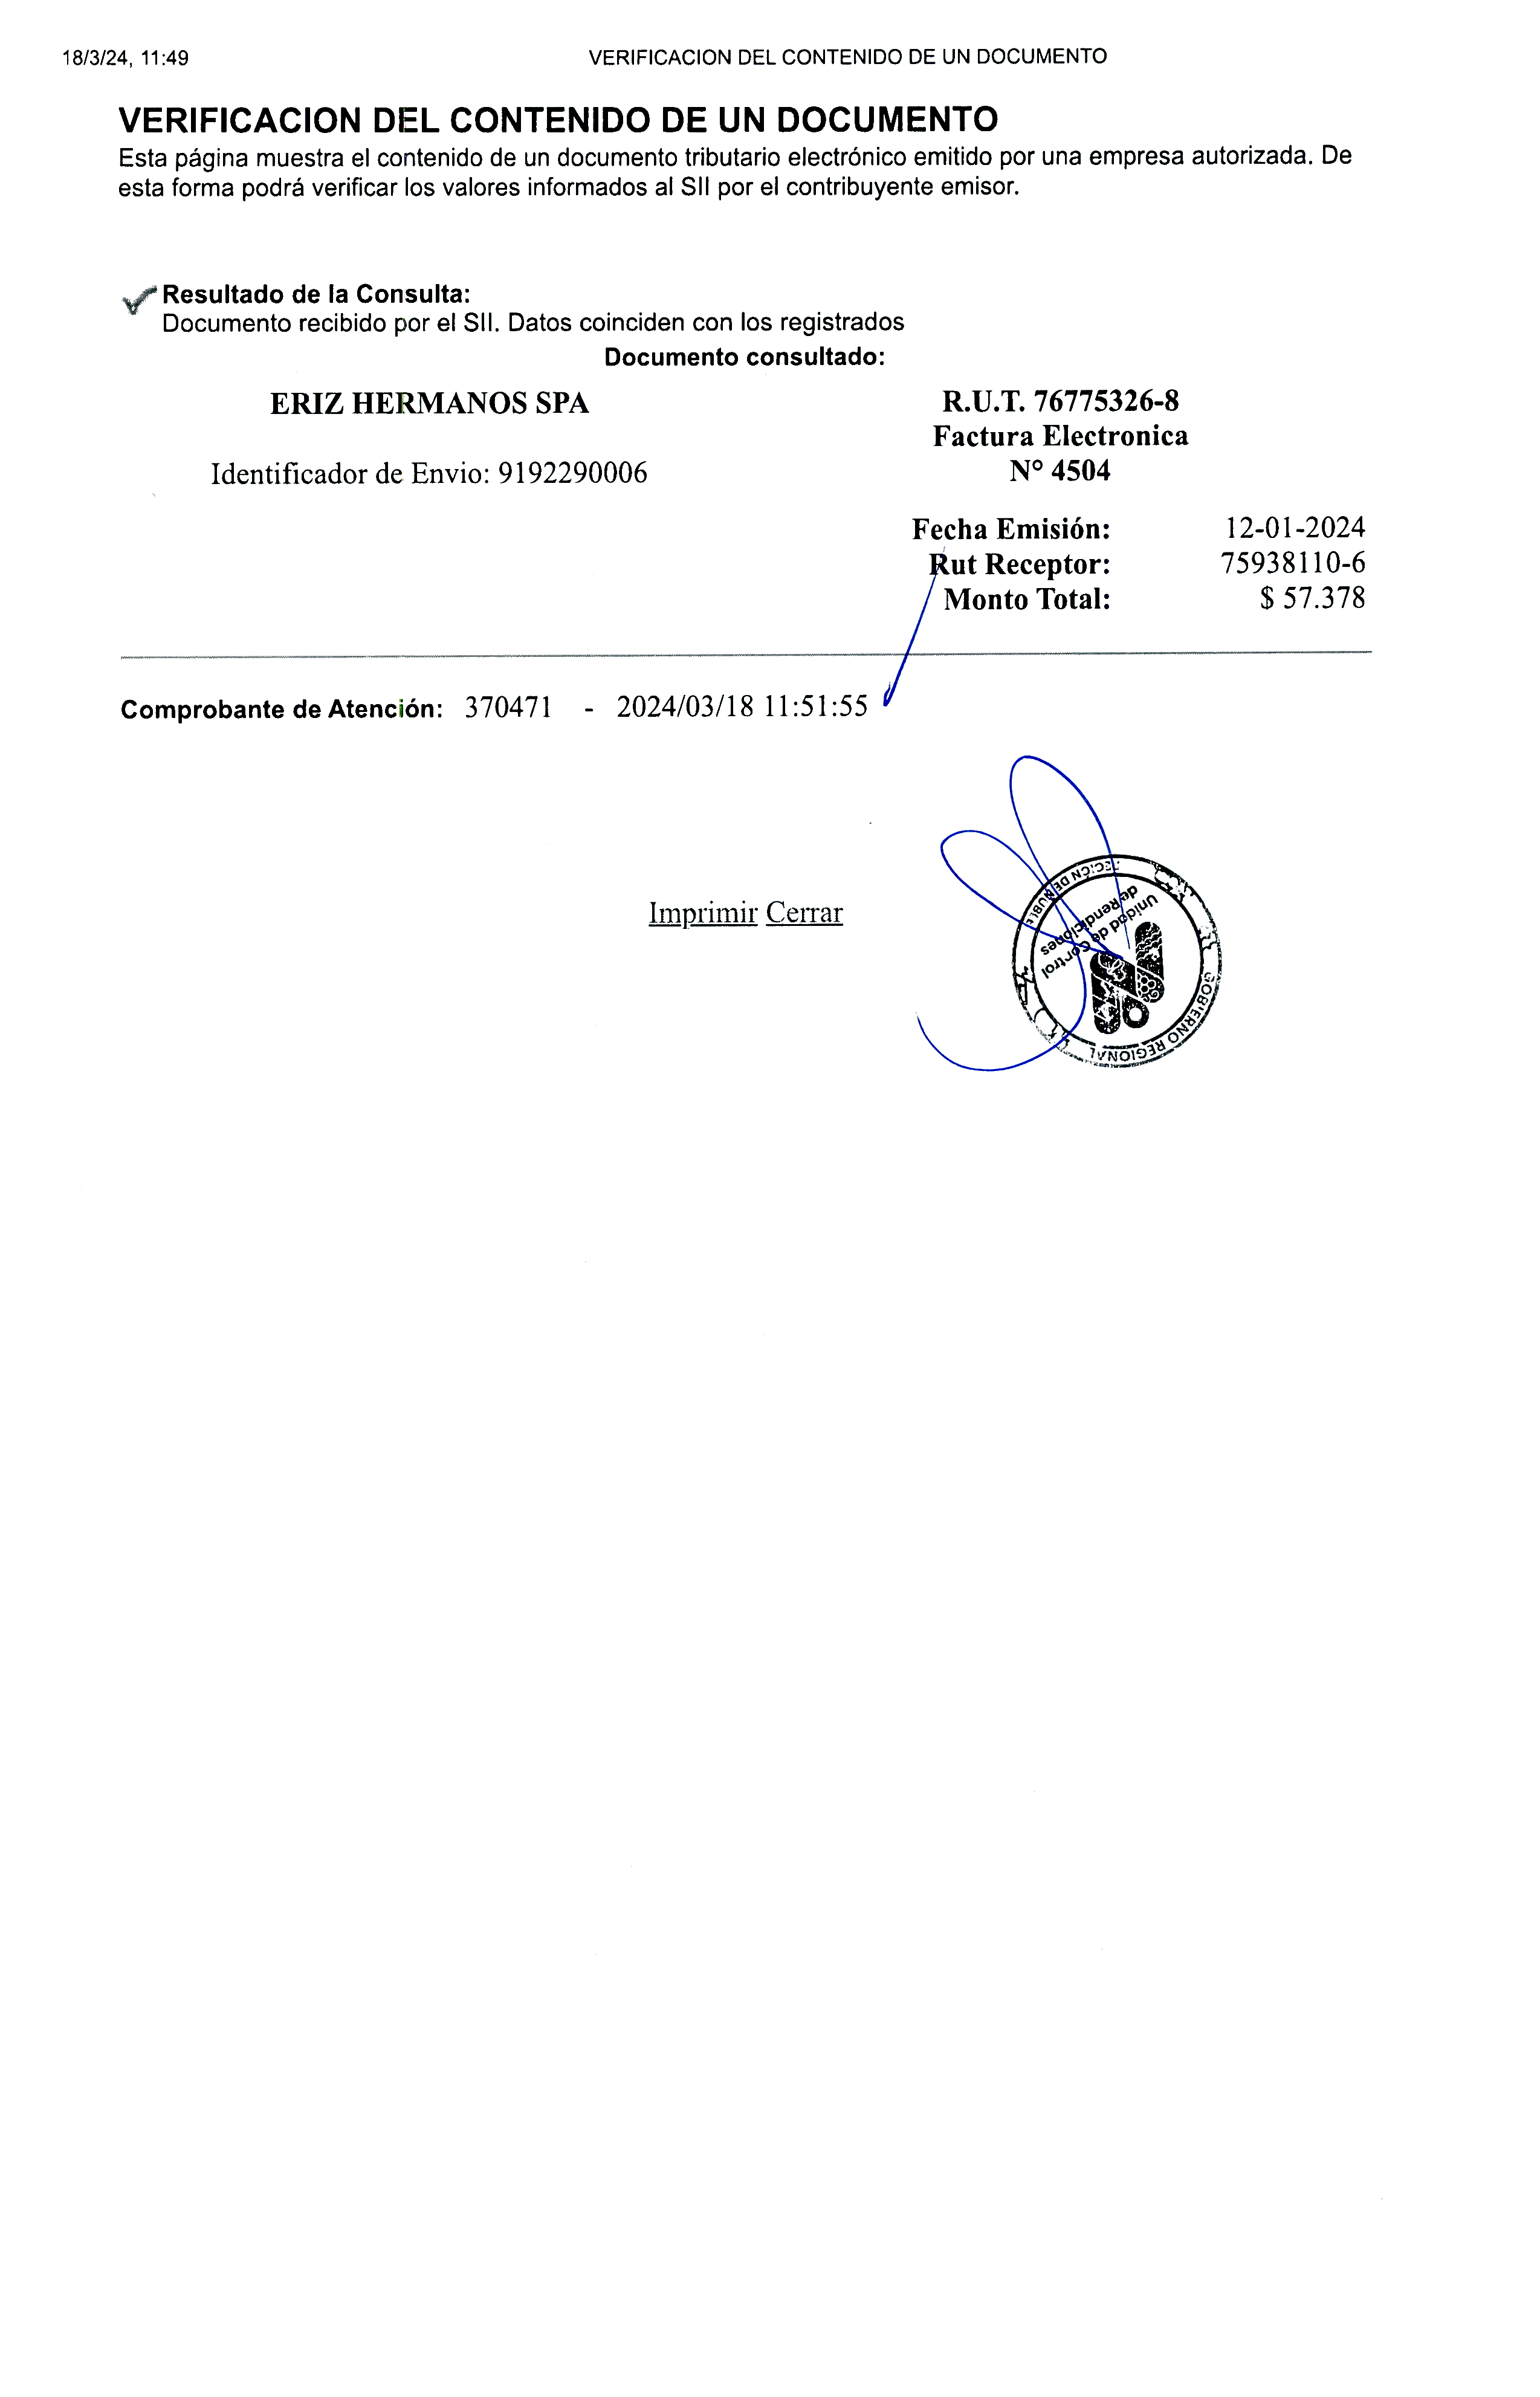 18/3/24, 11:49 VERIFICACION DEL CONTENIDO DE UN DOCUMENTO
VERIFICACION DEL CONTENIDO DE UN DOCUMENTO
Esta página muestra el contenido de un documento tributario electrónico emitido por una empresa autorizada. De
esta forma podrá verificar los valores informados al SII por el contribuyente emisor.
Resultado de la Consulta:
Documento recibido por el SII. Datos coinciden con los registrados
Documento consultado:
ERIZ HERMANOS SPA
R.U.T. 76775326-8
Factura Electronica
Identificador de Envio: 9192290006
N° 4504
Fecha Emisión: 12-01-2024
Rut Receptor: 75938110-6
Monto Total: $ 57.378
Comprobante de Atención: 370471 - 2024/03/18 11:51:55
Imprimir Cerrar
GOBIERNO REGIONAL
Unidad de Control
de Rendiciones